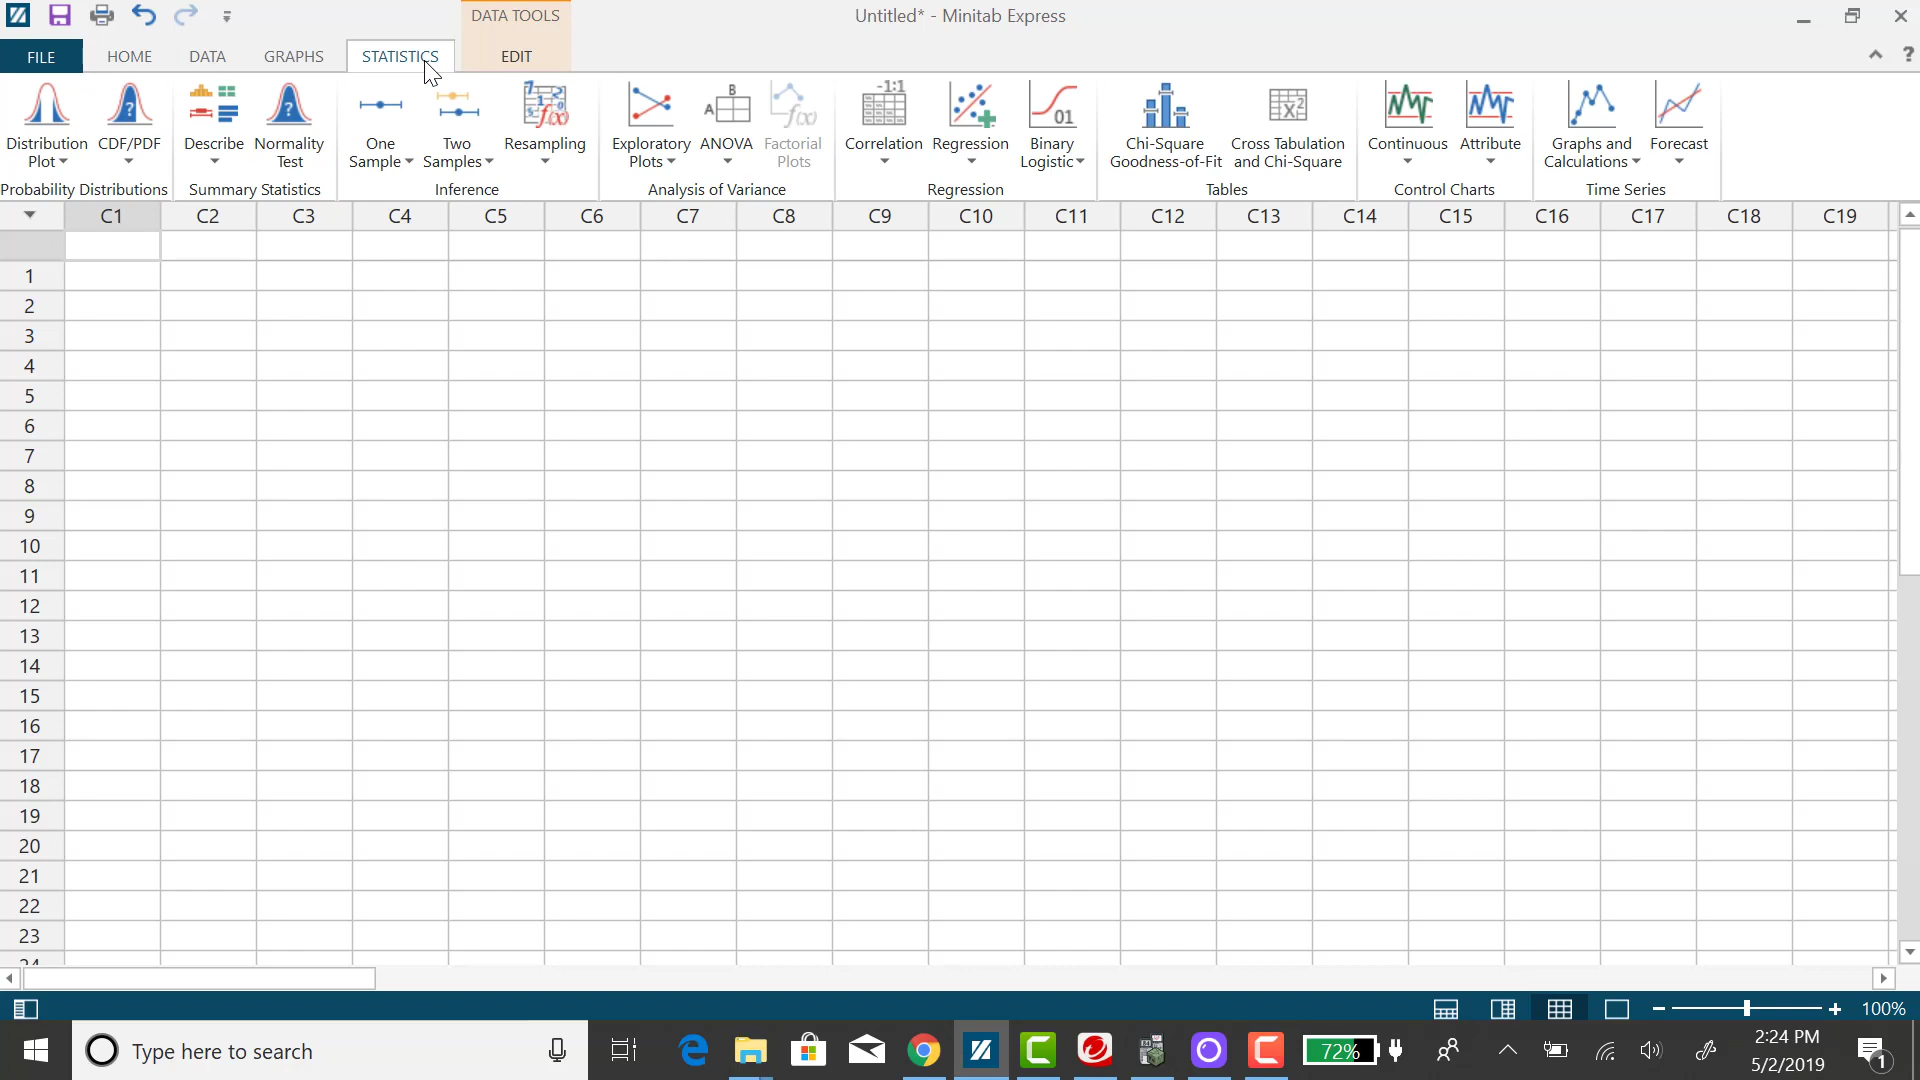 DATA TOOLS
Untitled* - Minitab Express
FILE HOME DATA GRAPHS STATISTICS EDIT
Distribution Plot
CDF/PDF
Probability Distributions
Describe
Normality Test
Summary Statistics
One Sample
Two Samples
Resampling
Inference
Exploratory Plots
ANOVA
Factorial Plots
Analysis of Variance
Correlation
Regression
Binary Logistic
Regression
Chi-Square Goodness-of-Fit
Cross Tabulation and Chi-Square
Tables
Continuous
Attribute
Control Charts
Graphs and Calculations
Forecast
Time Series
C1 C2 C3 C4 C5 C6 C7 C8 C9 C10 C11 C12 C13 C14 C15 C16 C17 C18 C19
1
2
3
4
5
6
7
8
9
10
11
12
13
14
15
16
17
18
19
20
21
22
23
24
100%
Type here to search
72%
2:24 PM
5/2/2019
1